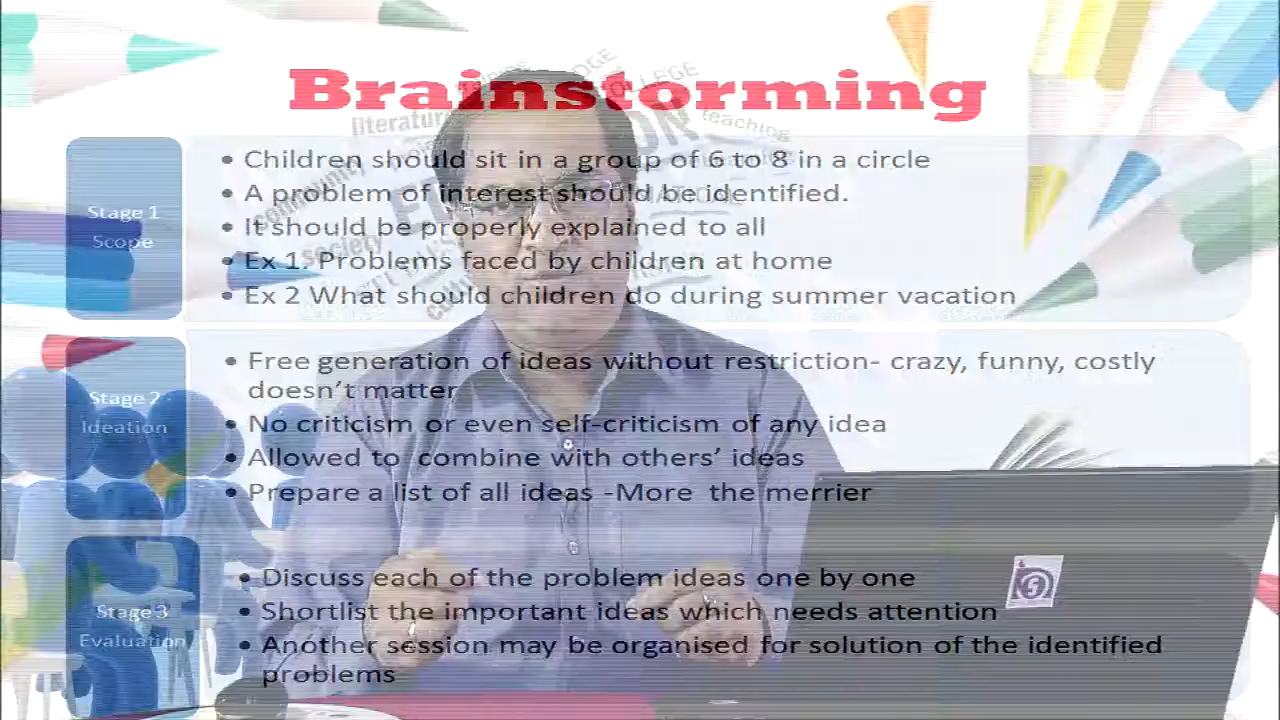 Brainstorming
Stage 1
Scope
• Children should sit in a group of 6 to 8 in a circle
• A problem of interest should be identified.
• It should be properly explained to all
• Ex 1. Problems faced by children at home
• Ex 2 What should children do during summer vacation
Stage 2
Ideation
• Free generation of ideas without restriction- crazy, funny, costly
doesn't matter
• No criticism or even self-criticism of any idea
• Allowed to combine with others' ideas
• Prepare a list of all ideas -More the merrier
Stage 3
Evaluation
• Discuss each of the problem ideas one by one
• Shortlist the important ideas which needs attention
• Another session may be organised for solution of the identified
problems
literature
COLLEGE
teaching
community
society